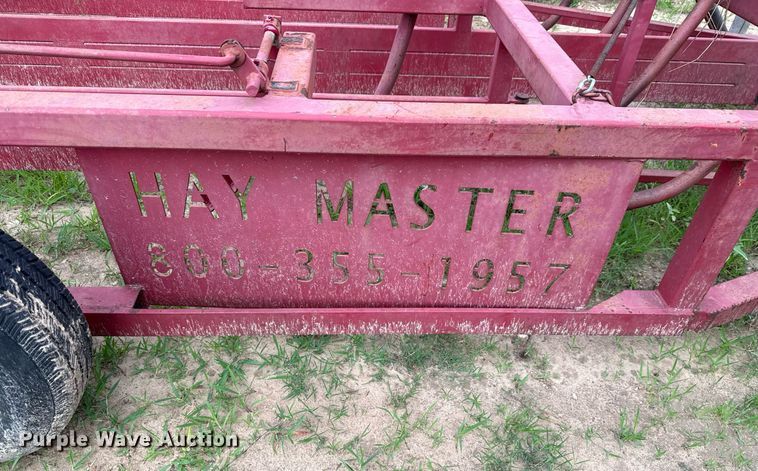 HAY MASTER
800-355-1957
Purple Wave Auction